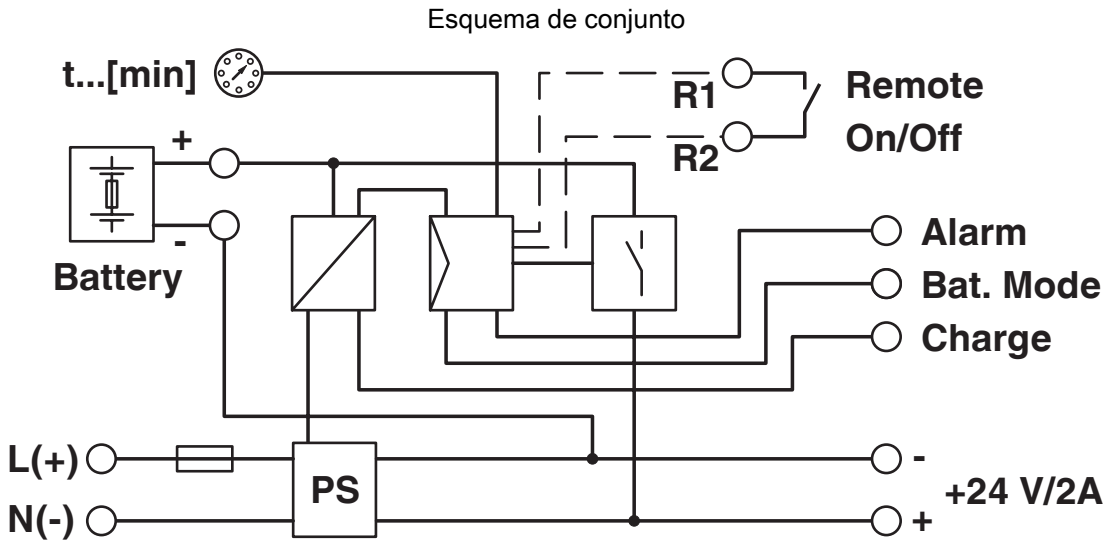 Esquema de conjunto
t...[min]
R1
R2
Remote
On/Off
+
-
Battery
Alarm
Bat. Mode
Charge
L(+)
N(-)
PS
-
+
+24 V/2A